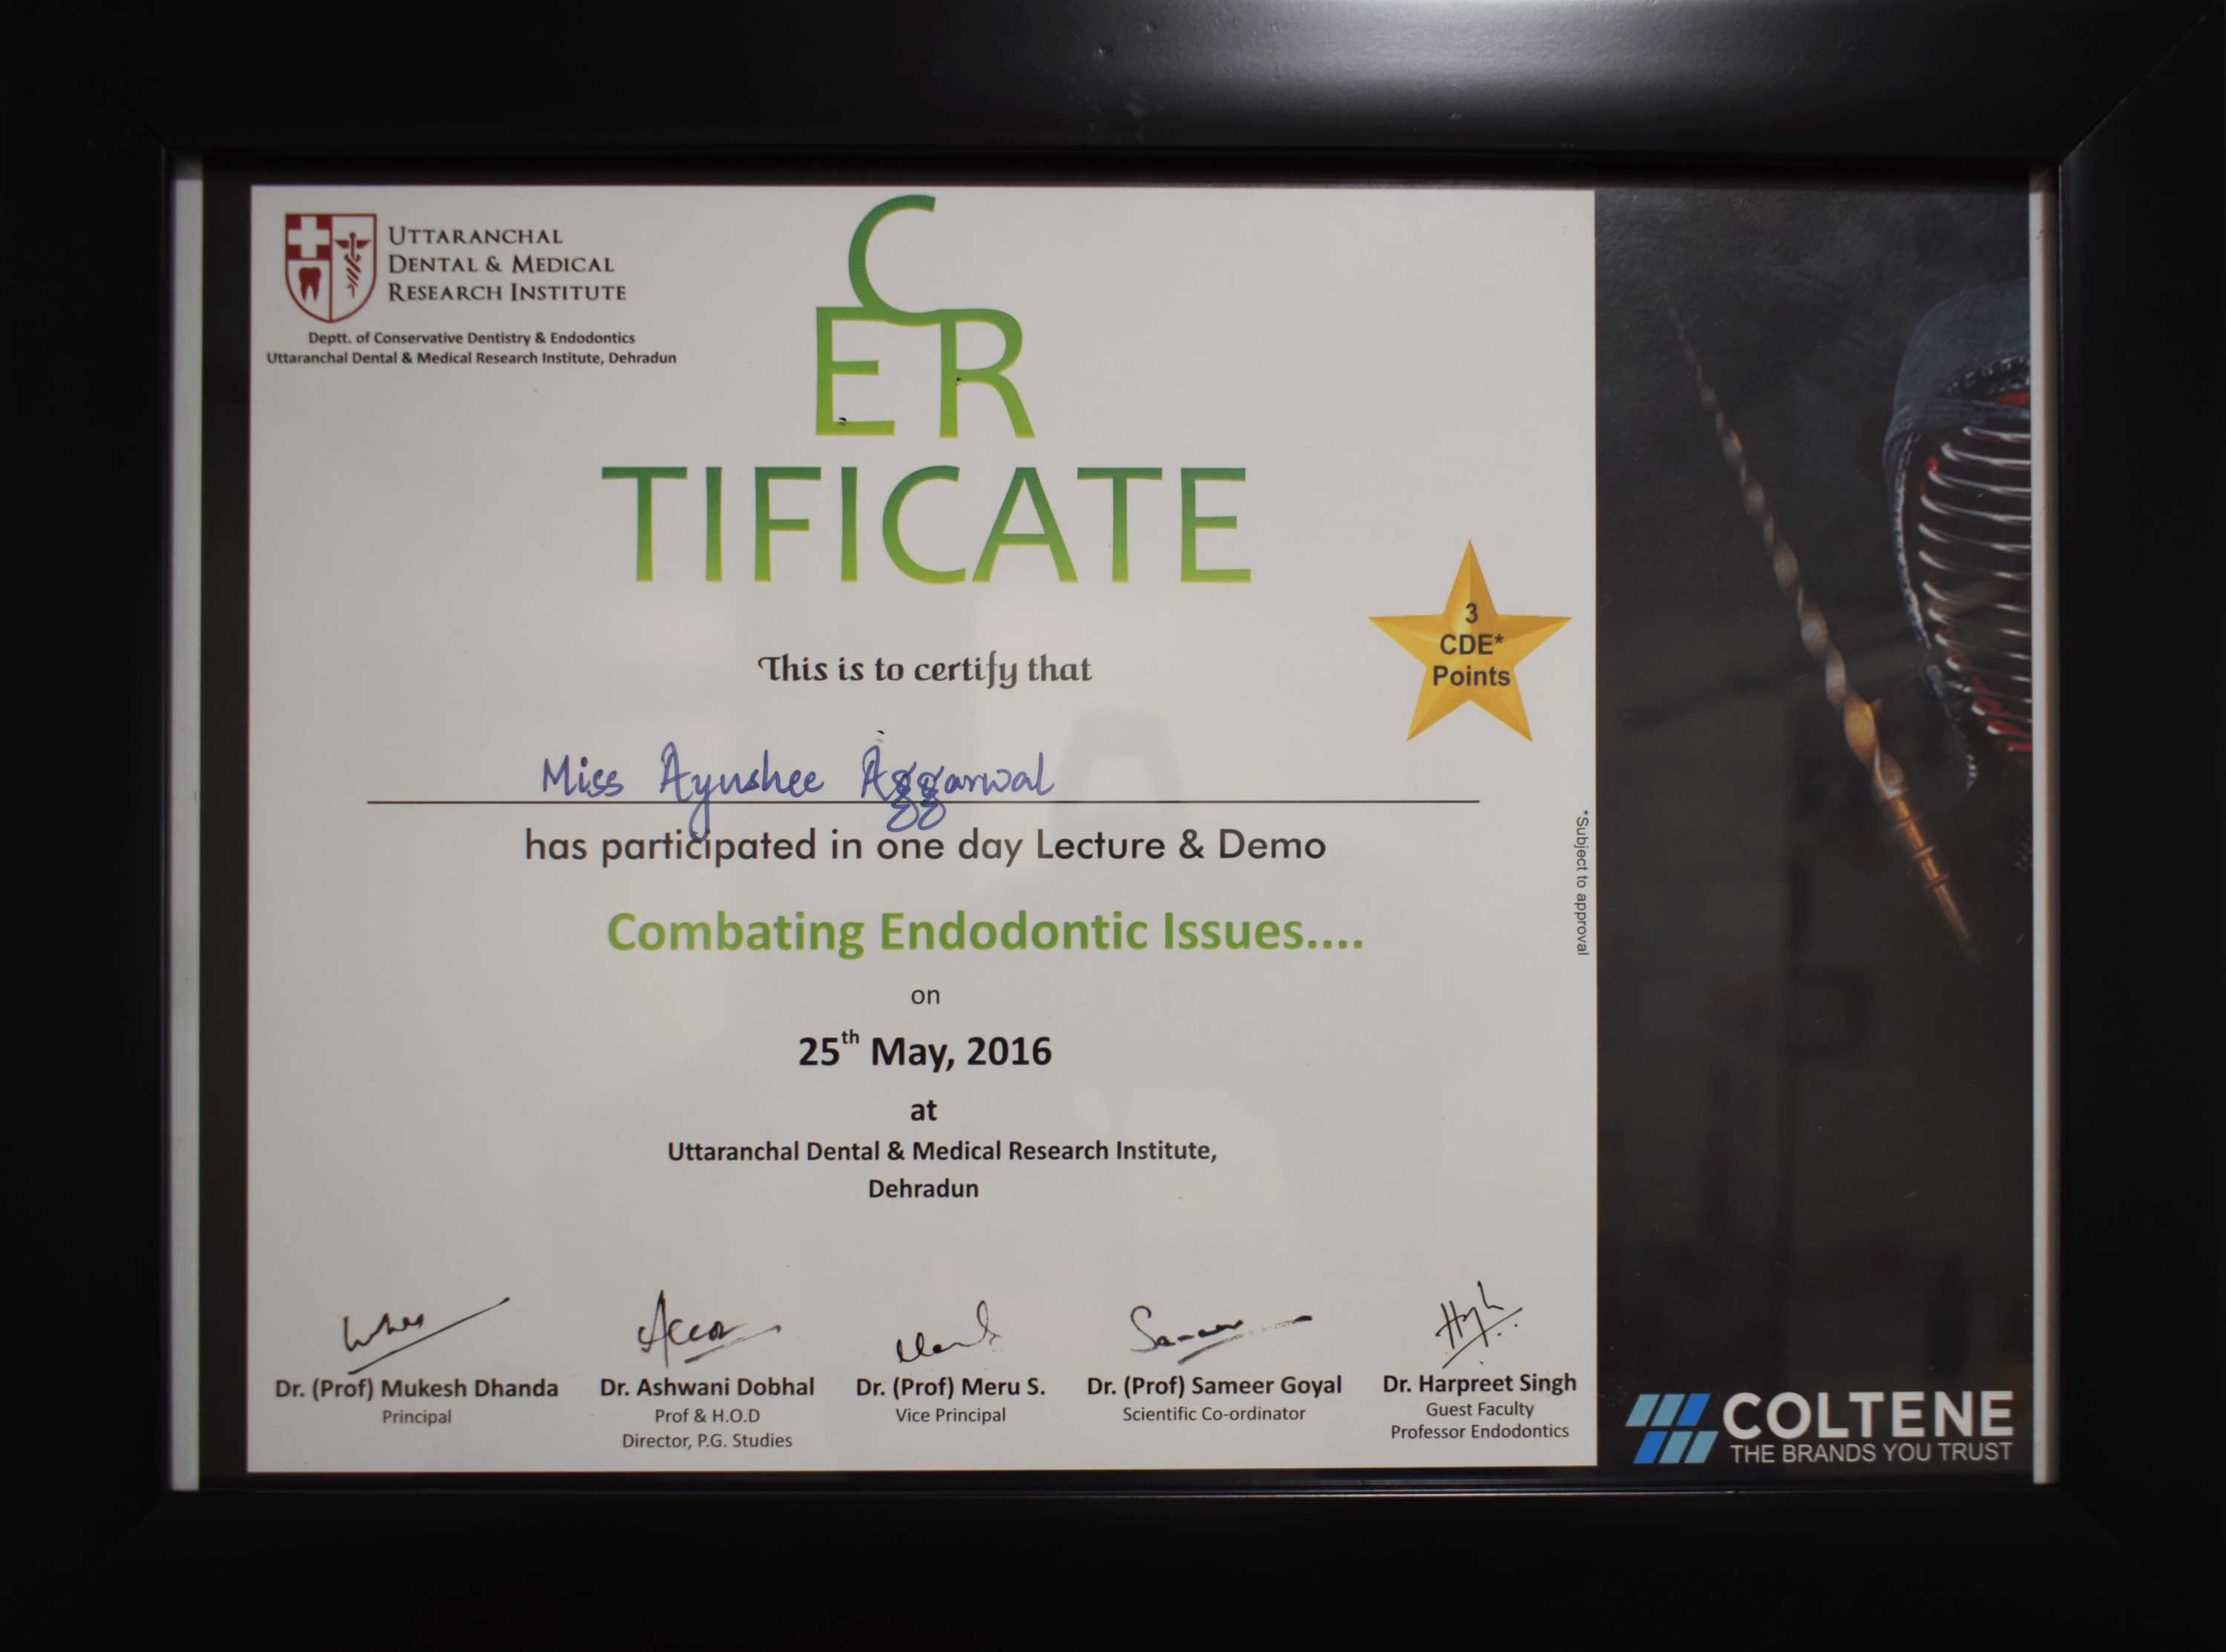 UTTARANCHAL
DENTAL & MEDICAL
RESEARCH INSTITUTE
Deptt. of Conservative Dentistry & Endodontics
Uttaranchal Dental & Medical Research Institute, Dehradun
C
ER
TIFICATE
3
CDE*
Points
This is to certify that
Miss Ayushee Aggarwal
has participated in one day Lecture & Demo
*Subject to approval
Combating Endodontic Issues....
on
25th May, 2016
at
Uttaranchal Dental & Medical Research Institute,
Dehradun
Dr. (Prof) Mukesh Dhanda
Principal
Dr. Ashwani Dobhal
Prof & H.O.D
Director, P.G. Studies
Dr. (Prof) Meru S.
Vice Principal
Dr. (Prof) Sameer Goyal
Scientific Co-ordinator
Dr. Harpreet Singh
Guest Faculty
Professor Endodontics
COLTENE
THE BRANDS YOU TRUST